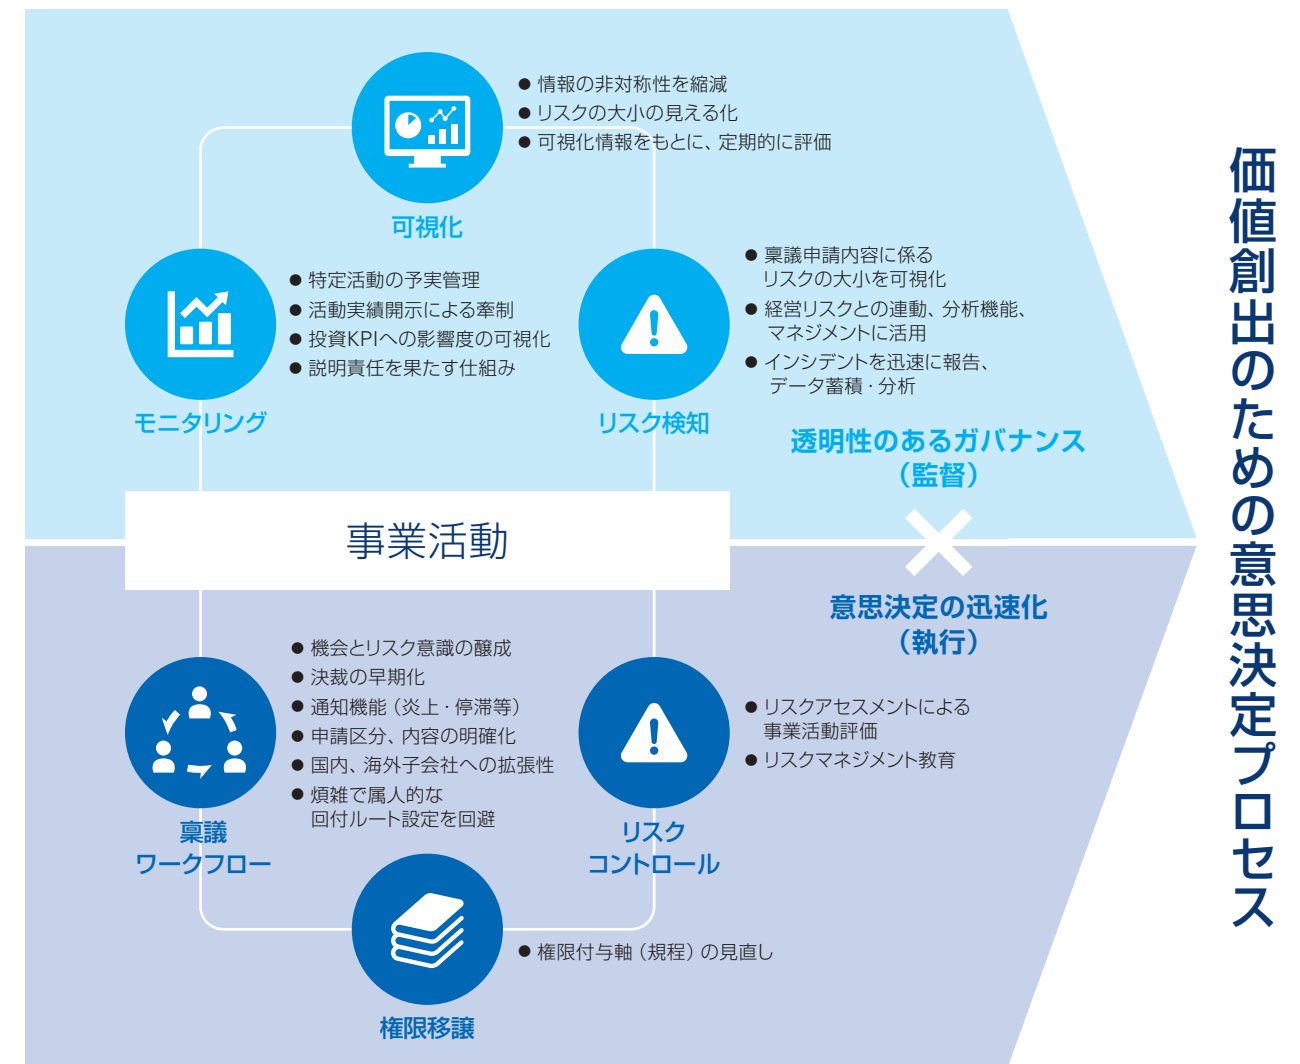 ● 情報の非対称性を縮減
● リスクの大小の見える化
● 可視化情報をもとに、定期的に評価
可視化
● 特定活動の予実管理
● 活動実績開示による牽制
● 投資KPIへの影響度の可視化
● 説明責任を果たす仕組み
モニタリング
● 稟議申請内容に係る
リスクの大小を可視化
● 経営リスクとの連動、分析機能、
マネジメントに活用
● インシデントを迅速に報告、
データ蓄積・分析
リスク検知
透明性のあるガバナンス
（監督）
事業活動
意思決定の迅速化
（執行）
● 機会とリスク意識の醸成
● 決裁の早期化
● 通知機能（炎上・停滞等）
● 申請区分、内容の明確化
● 国内、海外子会社への拡張性
● 煩雑で属人的な
回付ルート設定を回避
稟議
ワークフロー
● リスクアセスメントによる
事業活動評価
● リスクマネジメント教育
リスク
コントロール
● 権限付与軸（規程）の見直し
権限移譲
価値創出のための意思決定プロセス